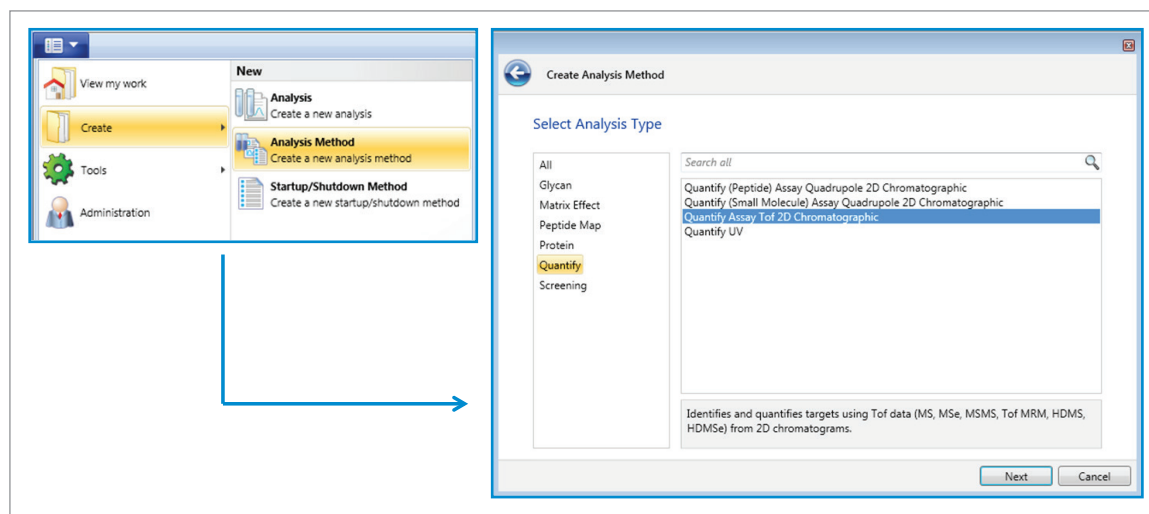 View my work
Create
Tools
Administration
New
Analysis
Create a new analysis
Analysis Method
Create a new analysis method
Startup/Shutdown Method
Create a new startup/shutdown method
Create Analysis Method
Select Analysis Type
All
Glycan
Matrix Effect
Peptide Map
Protein
Quantify
Screening
Search all
Quantify (Peptide) Assay Quadrupole 2D Chromatographic
Quantify (Small Molecule) Assay Quadrupole 2D Chromatographic
Quantify Assay Tof 2D Chromatographic
Quantify UV
Identifies and quantifies targets using Tof data (MS, MSe, MSMS, Tof MRM, HDMS,
HDMSe) from 2D chromatograms.
Next Cancel